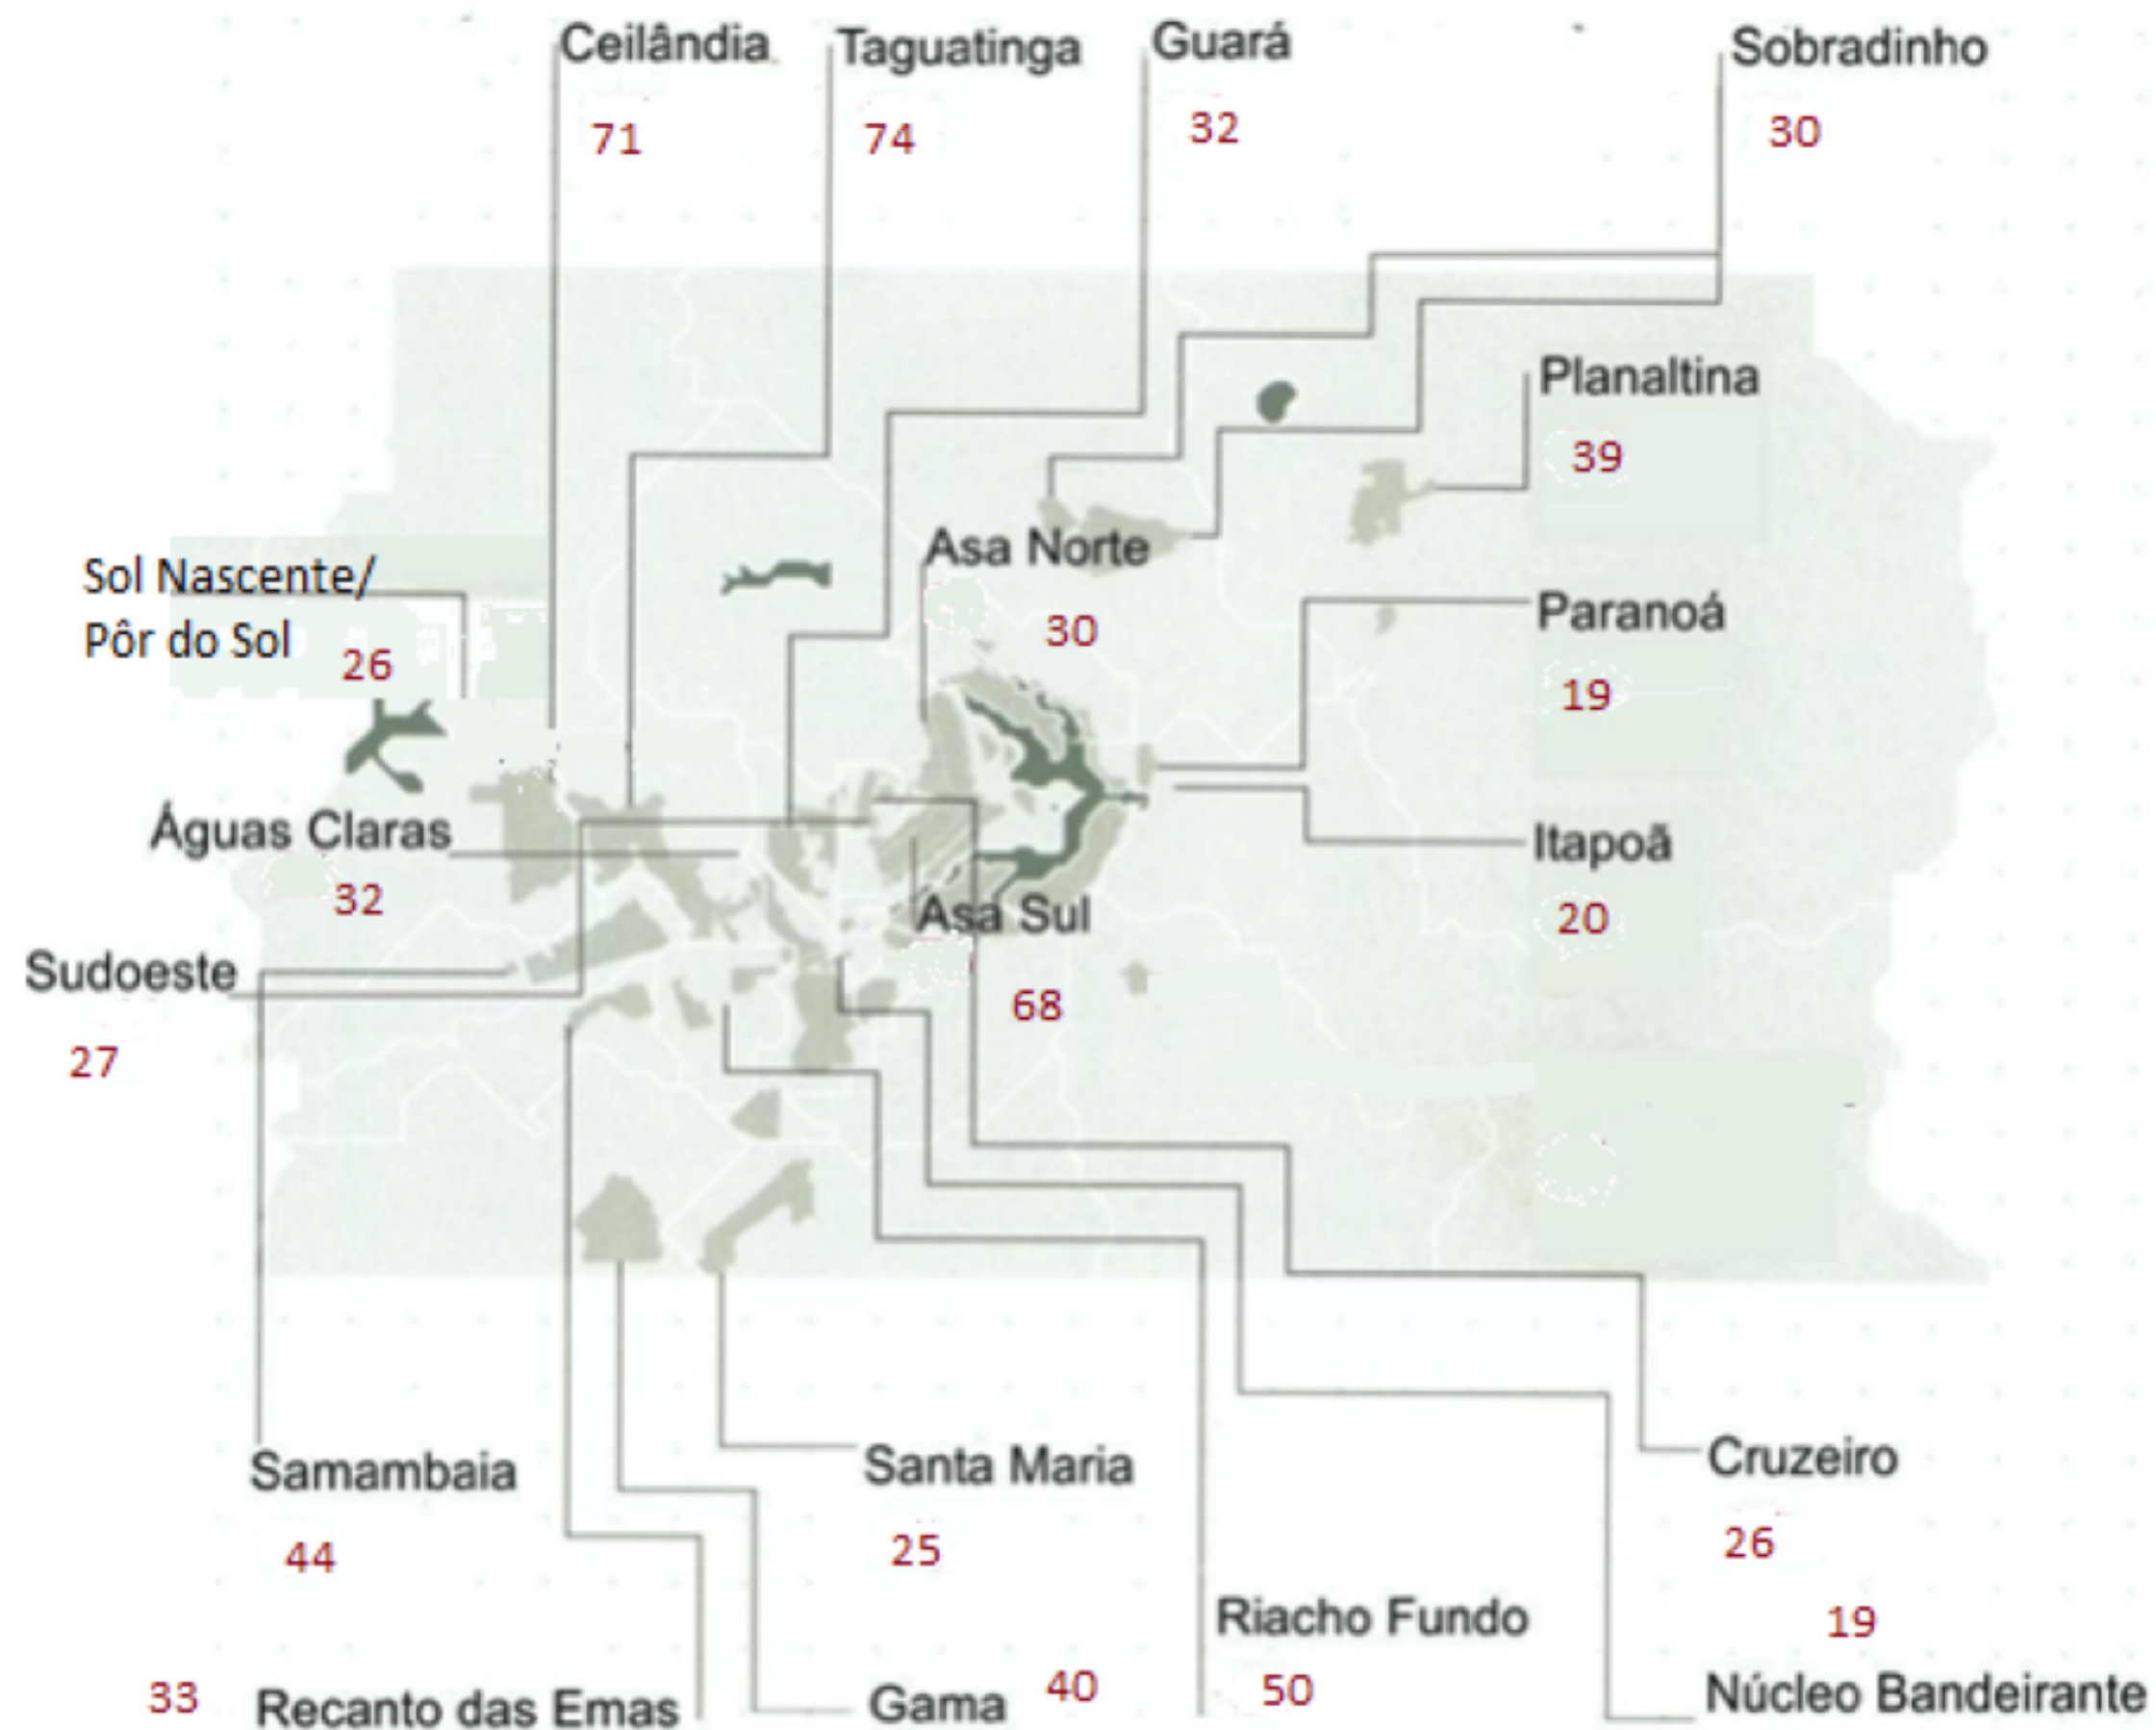 Ceilândia
71
Taguatinga
74
Guará
32
Sobradinho
30
Planaltina
39
Asa Norte
30
Sol Nascente/
Pôr do Sol
26
Paranoá
19
Águas Claras
32
Itapoã
20
Asa Sul
68
Sudoeste
27
Samambaia
44
Santa Maria
25
Cruzeiro
26
Riacho Fundo
50
19
Núcleo Bandeirante
33
Recanto das Emas
Gama
40